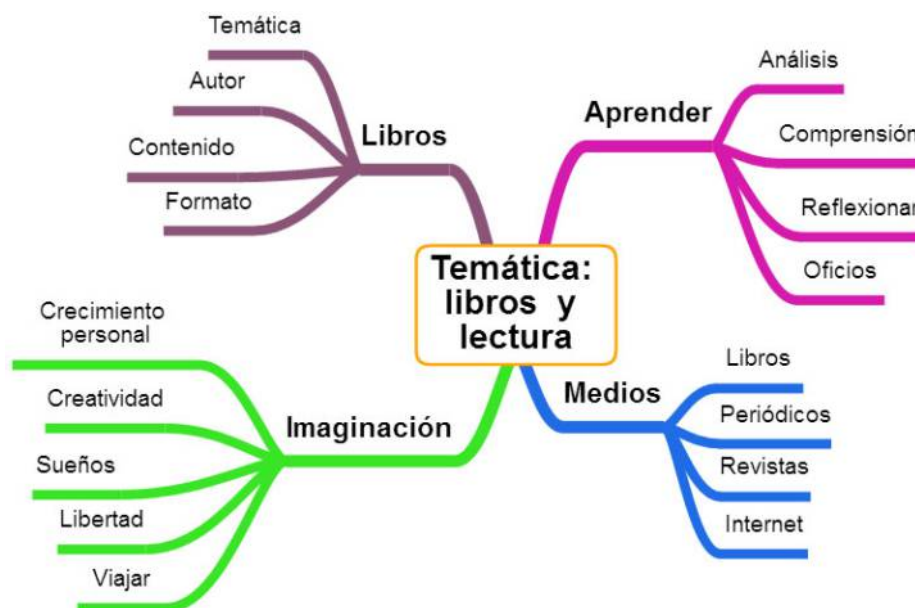 Temática
Autor
Contenido
Formato
Libros
Aprender
Análisis
Comprensión
Reflexionar
Oficios
Temática:
libros y
lectura
Crecimiento
personal
Creatividad
Sueños
Libertad
Viajar
Imaginación
Medios
Libros
Periódicos
Revistas
Internet